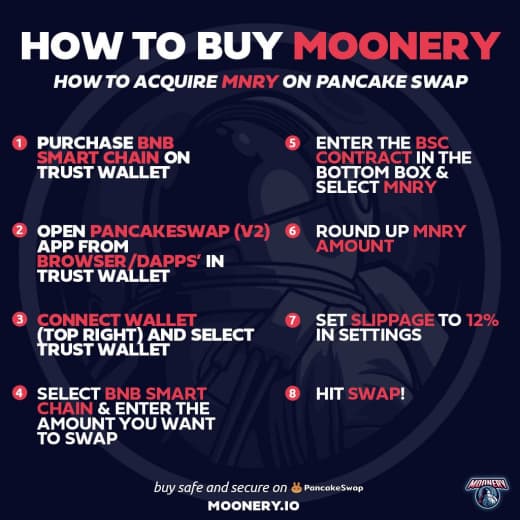 HOW TO BUY MOONERY
HOW TO ACQUIRE MNRY ON PANCAKE SWAP
1 PURCHASE BNB
SMART CHAIN ON
TRUST WALLET
2 OPEN PANCAKESWAP (V2)
APP FROM
BROWSER/DAPPS' IN
TRUST WALLET
3 CONNECT WALLET
(TOP RIGHT) AND SELECT
TRUST WALLET
4 SELECT BNB SMART
CHAIN & ENTER THE
AMOUNT YOU WANT
TO SWAP
5 ENTER THE BSC
CONTRACT IN THE
BOTTOM BOX &
SELECT MNRY
6 ROUND UP MNRY
AMOUNT
7 SET SLIPPAGE TO 12%
IN SETTINGS
8 HIT SWAP!
buy safe and secure on PancakeSwap
MOONERY.IO
MOONERY